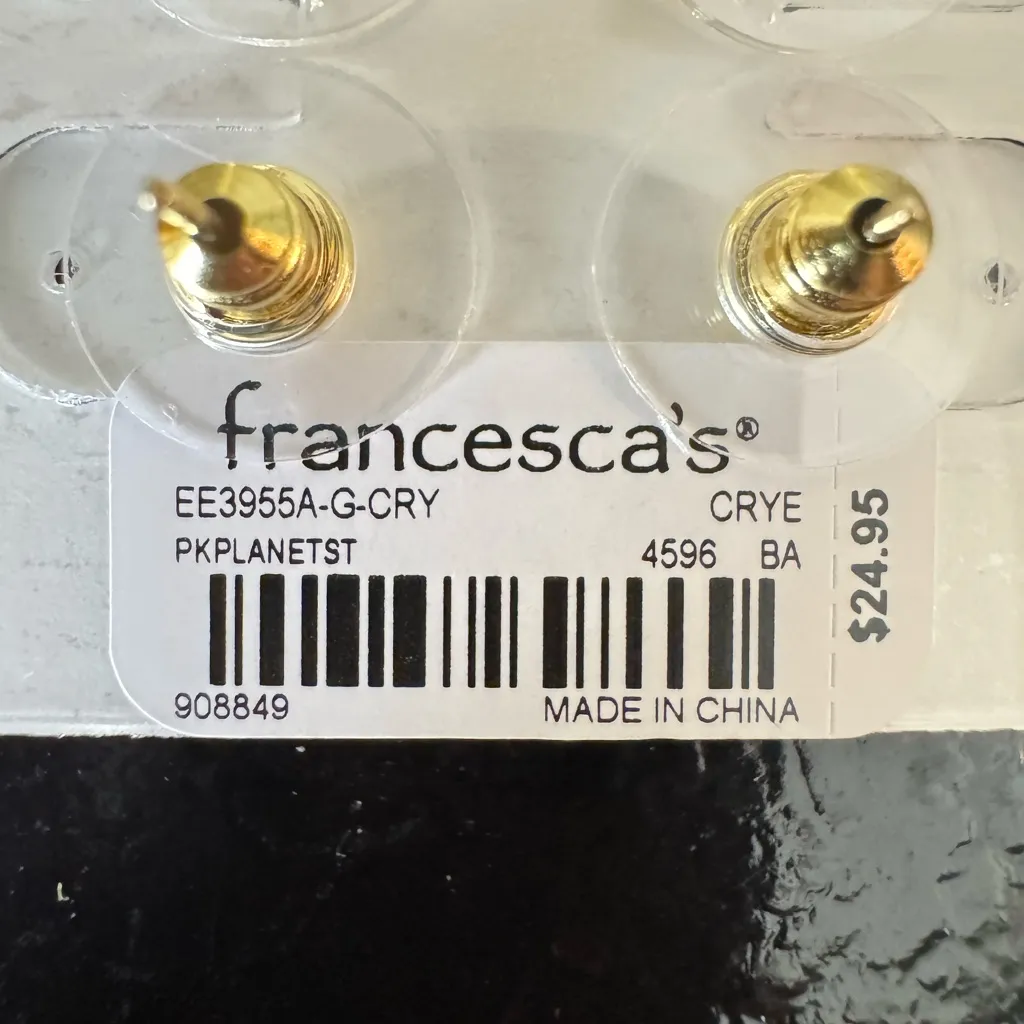 francesca's®
EE3955A-G-CRY CRYE
PKPLANETST 4596 BA
908849 MADE IN CHINA
$24.95